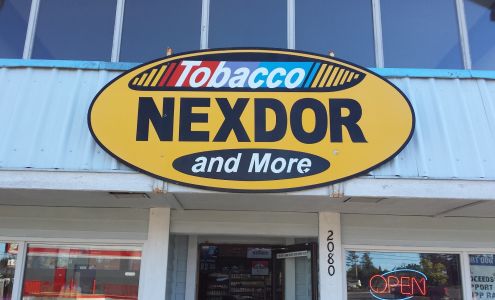 Tobacco
NEXDOR
and More
2080
OPEN